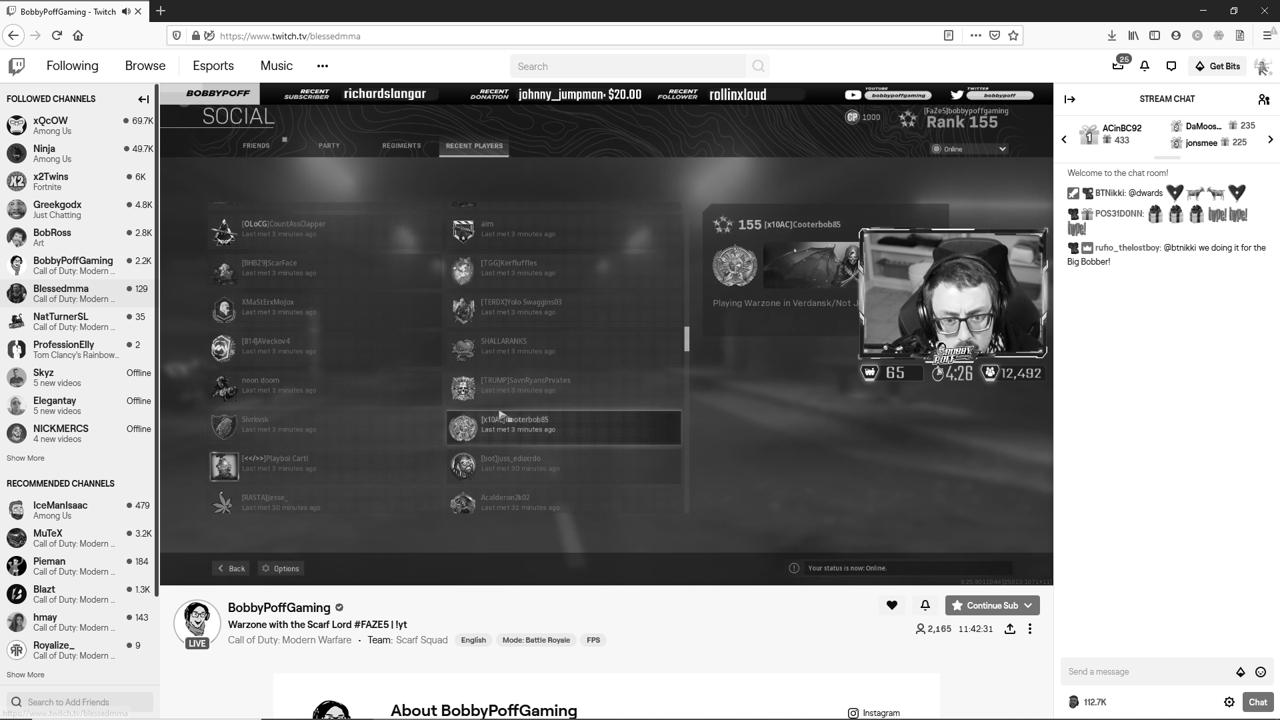 BobbyPoffGaming - Twitch
https://www.twitch.tv/blessedmma
Following
Browse
Esports
Music
Search
25
Get Bits
FOLLOWED CHANNELS
xQcOW
69.7K
Among Us
Ninja
49.7K
Among Us
x2Twins
6K
Fortnite
Greekgodx
4.8K
Just Chatting
BobRoss
2.8K
Art
BobbyPoffGaming
2.2K
Call of Duty: Modern ...
Blessedmma
129
Call of Duty: Modern ...
NatTurnerSL
35
Call of Duty: Modern ...
ProfessionElly
2
Tom Clancy's Rainbow...
Skyz
Offline
5 new videos
Elegantay
Offline
5 new videos
NICKMERCS
Offline
4 new videos
Show More
RECOMMENDED CHANNELS
IceManIsaac
479
Among Us
MuTeX
3.2K
Call of Duty: Modern ...
Pieman
184
Call of Duty: Modern ...
Blazt
1.3K
Call of Duty: Modern ...
hmay
143
Call of Duty: Modern ...
Royalize_
9
Call of Duty: Modern ...
Show More
Search to Add Friends
https://www.twitch.tv/blessedmma
BOBBYPOFF
RECENT SUBSCRIBER
richardslangar
RECENT DONATION
johnny_jumpman: $20.00
RECENT FOLLOWER
rollinxloud
YOUTUBE
bobbypoffgaming
TWITTER
bobbypoff
SOCIAL
CP 1000
[FaZe5]bobbypoffgaming
Rank 155
FRIENDS
PARTY
REGIMENTS
RECENT PLAYERS
Online
[OLoCG]CountAssClapper
Last met 3 minutes ago
aim
Last met 3 minutes ago
[BHBZ9]ScarFace
Last met 3 minutes ago
[TGG]Kerfluffles
Last met 3 minutes ago
XMaStErxMoJox
Last met 3 minutes ago
[TERDX]Yolo Swaggins03
Last met 3 minutes ago
[814]AVeckov4
Last met 3 minutes ago
SHALLARANKS
Last met 3 minutes ago
neon doom
Last met 3 minutes ago
[TRUMP]SavnRyansPrvates
Last met 3 minutes ago
Sivrkvsk
Last met 3 minutes ago
[x10AC]Cooterbob85
Last met 3 minutes ago
[<</>>]Playboi Carti
Last met 3 minutes ago
[bot]juss_eduxrdo
Last met 30 minutes ago
[RASTA]Jesse_
Last met 30 minutes ago
Acalderon2k02
Last met 32 minutes ago
155 [x10AC]Cooterbob85
Playing Warzone in Verdansk/Not J
65
4:26
12,492
Back
Options
Your status is now: Online.
BobbyPoffGaming
LIVE
Warzone with the Scarf Lord #FAZE5 | !yt
Call of Duty: Modern Warfare · Team: Scarf Squad
English
Mode: Battle Royale
FPS
Continue Sub
2,165
11:42:31
About BobbyPoffGaming
Instagram
STREAM CHAT
1
ACinBC92
433
DaMoos...
235
jonsmee
225
Welcome to the chat room!
BTNikki: @dwards
POS31D0NN:
HYPE! HYPE!
HYPE!
rufio_thelostboy: @btnikki we doing it for the
Big Bobber!
Send a message
112.7K
Chat